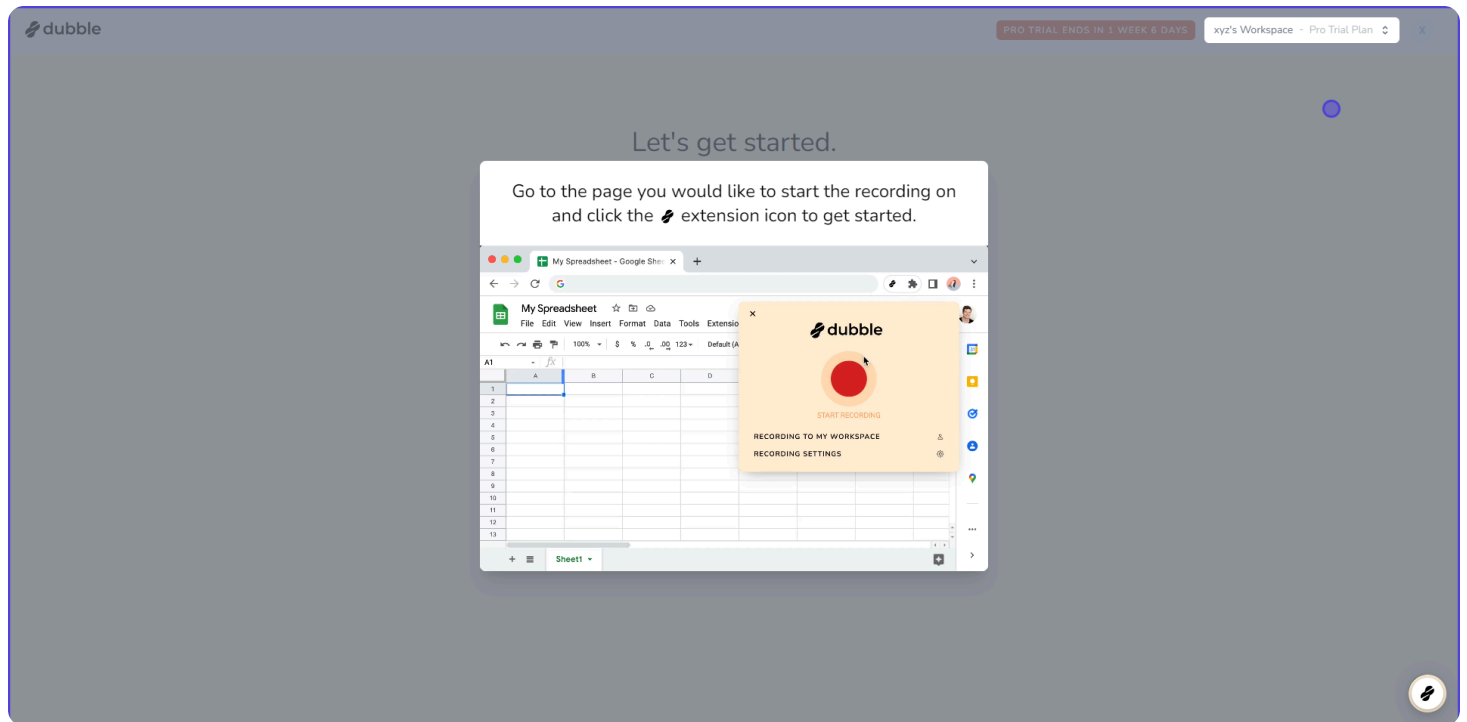 dubble
PRO TRIAL ENDS IN 1 WEEK 6 DAYS
xyz's Workspace - Pro Trial Plan
X
Let's get started.
Go to the page you would like to start the recording on
and click the extension icon to get started.
My Spreadsheet - Google Shee
My Spreadsheet
File Edit View Insert Format Data Tools Extensio
100% $ % .0 .00 123 Default (A
A1 fx
A B C D
1
2
3
4
5
6
7
8
9
10
11
12
13
dubble
START RECORDING
RECORDING TO MY WORKSPACE
RECORDING SETTINGS
Sheet1